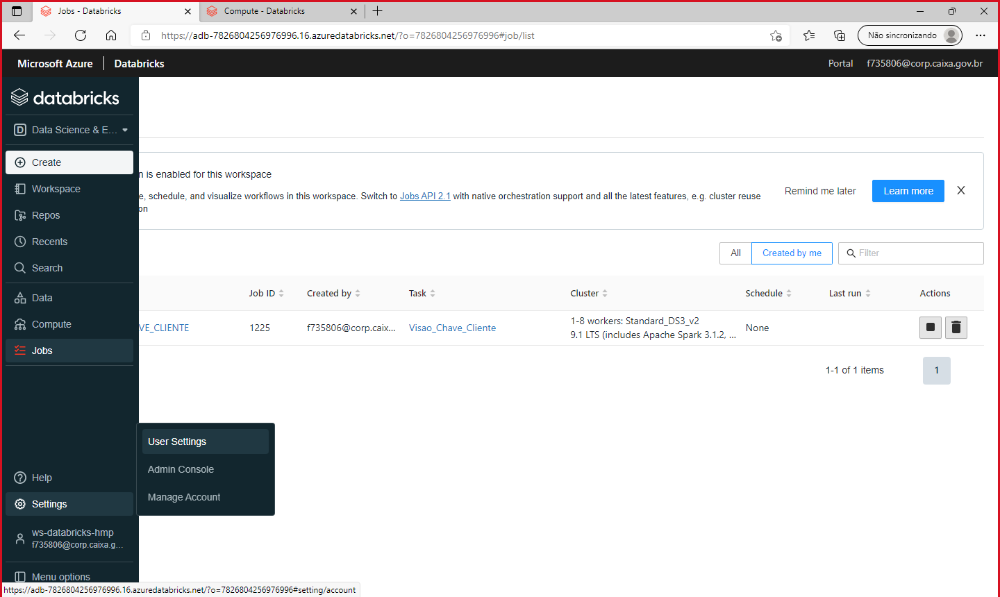 Jobs - Databricks
Compute - Databricks
https://adb-7826804256976996.16.azuredatabricks.net/?o=7826804256976996#job/list
Não sincronizando
Microsoft Azure
Databricks
Portal
f735806@corp.caixa.gov.br
databricks
D
Data Science & E...
Create
Workspace
Repos
Recents
Search
Data
Compute
Jobs
n is enabled for this workspace
e, schedule, and visualize workflows in this workspace. Switch to Jobs API 2.1 with native orchestration support and all the latest features, e.g. cluster reuse
on
Remind me later
Learn more
All
Created by me
Filter
Job ID
Created by
Task
Cluster
Schedule
Last run
Actions
VE_CLIENTE
1225
f735806@corp.caix...
Visao_Chave_Cliente
1-8 workers: Standard_DS3_v2
9.1 LTS (includes Apache Spark 3.1.2, ...
None
1-1 of 1 items
1
User Settings
Admin Console
Manage Account
Help
Settings
ws-databricks-hmp
f735806@corp.caixa.g...
Menu options
https://adb-7826804256976996.16.azuredatabricks.net/?o=7826804256976996#setting/account